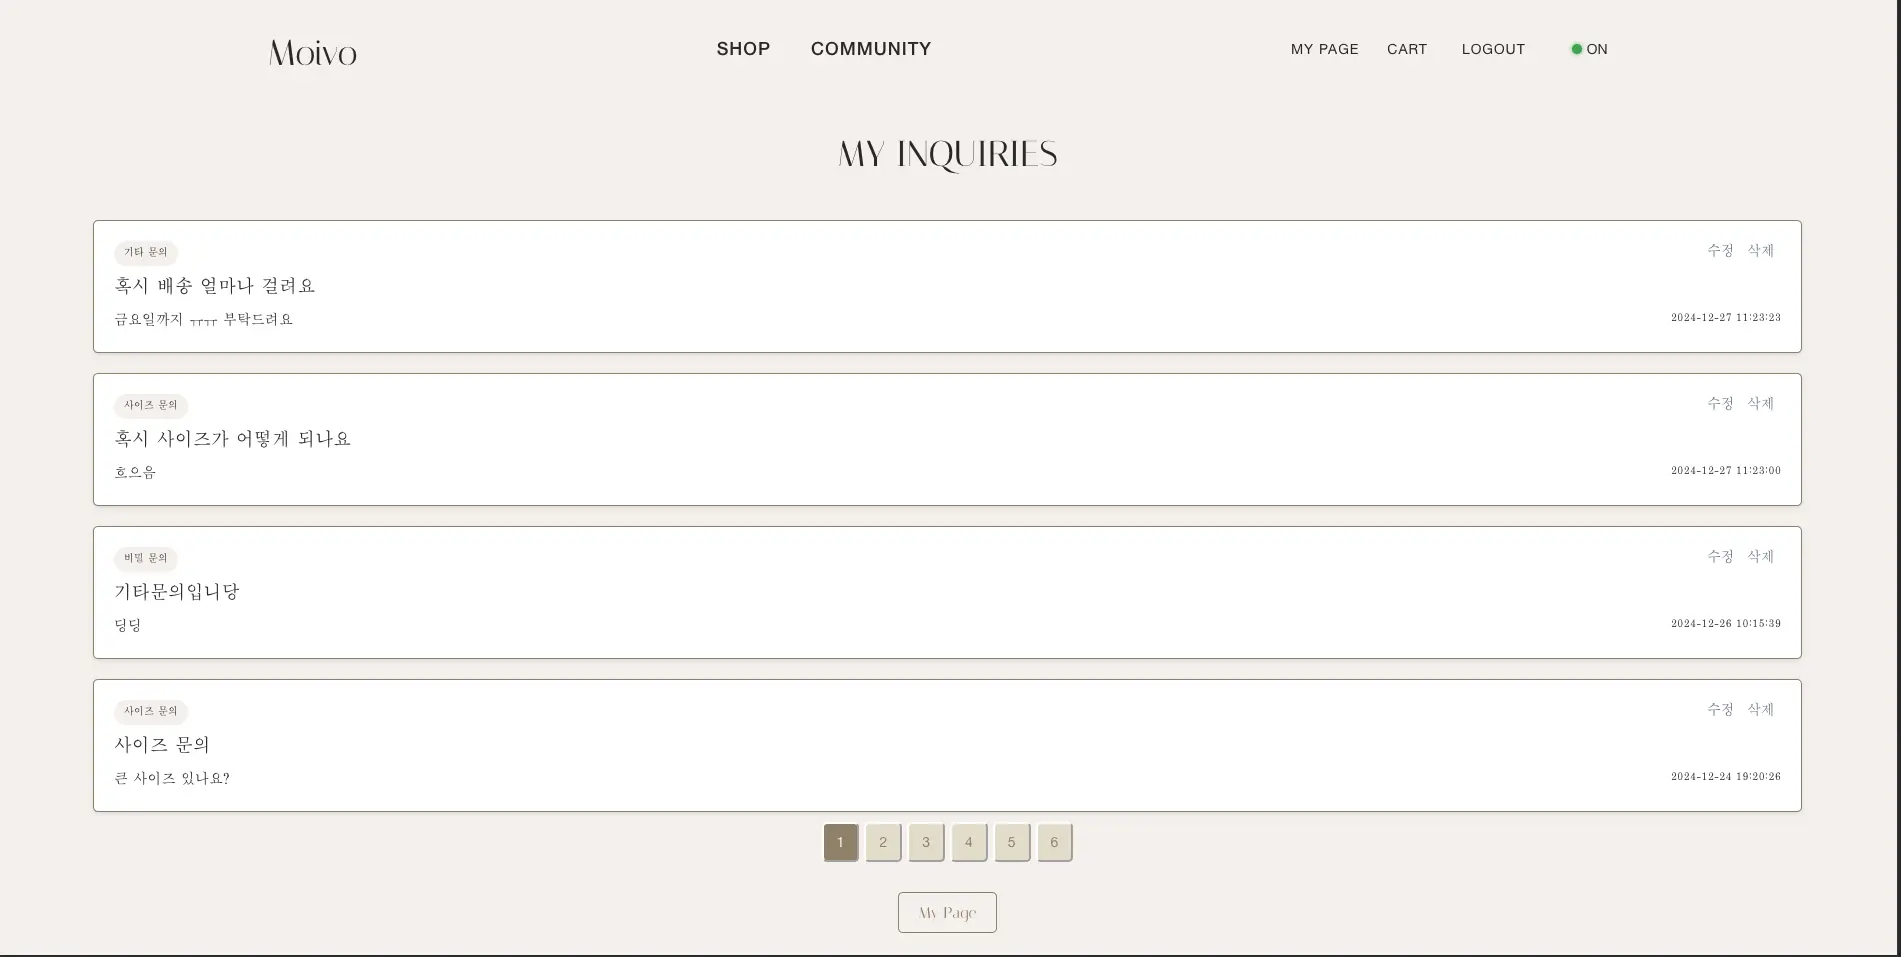 Moivo
SHOP COMMUNITY
MY PAGE CART LOGOUT ON
MY INQUIRIES
기타 문의
수정 삭제
혹시 배송 얼마나 걸려요
금요일까지 ㅠㅠ 부탁드려요
2024-12-27 11:23:23
사이즈 문의
수정 삭제
혹시 사이즈가 어떻게 되나요
흐으음
2024-12-27 11:23:00
비밀 문의
수정 삭제
기타문의입니당
딩딩
2024-12-26 10:15:39
사이즈 문의
수정 삭제
사이즈 문의
큰 사이즈 있나요?
2024-12-24 19:20:26
1 2 3 4 5 6
My Page